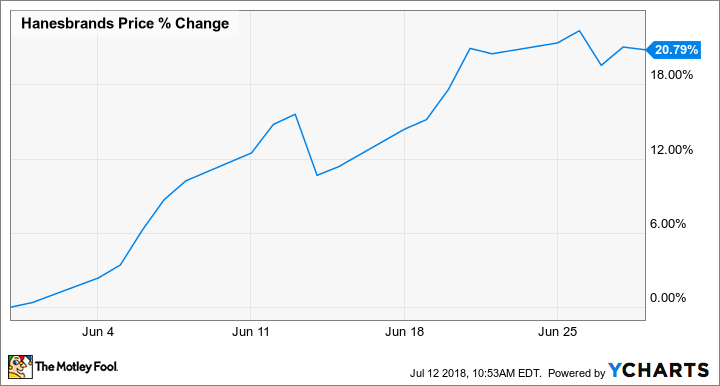 Hanesbrands Price % Change
20.79%
18.00%
12.00%
6.00%
0.00%
Jun 4 Jun 11 Jun 18 Jun 25
The Motley Fool.
Jul 12 2018, 10:53AM EDT. Powered by YCHARTS